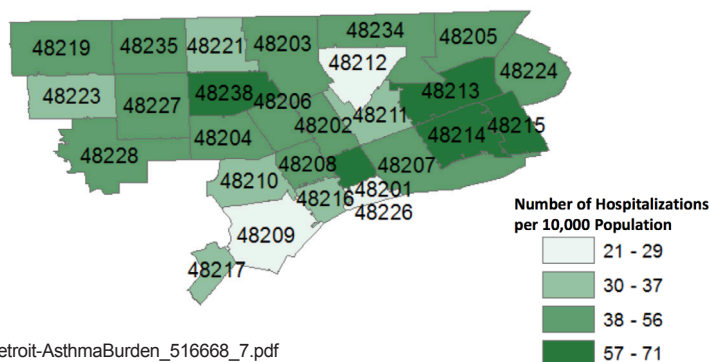 48219 48235 48221 48203 48234 48205
48212 48224
48223 48227 48238 48206 48211 48213
48228 48204 48202 48214 48215
48210 48208 48207
48216 48201
48226
48209
48217
Number of Hospitalizations
per 10,000 Population
21 - 29
30 - 37
38 - 56
57 - 71
etroit-AsthmaBurden_516668_7.pdf